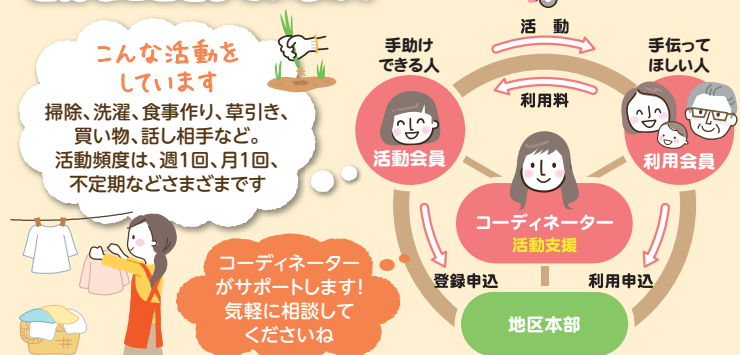 こんな活動を
しています
掃除、洗濯、食事作り、草引き、
買い物、話し相手など。
活動頻度は、週1回、月1回、
不定期などさまざまです
活動
手助け
できる人
手伝って
ほしい人
利用料
活動会員
利用会員
コーディネーター
活動支援
登録申込
利用申込
地区本部
コーディネーター
がサポートします!
気軽に相談して
くださいね